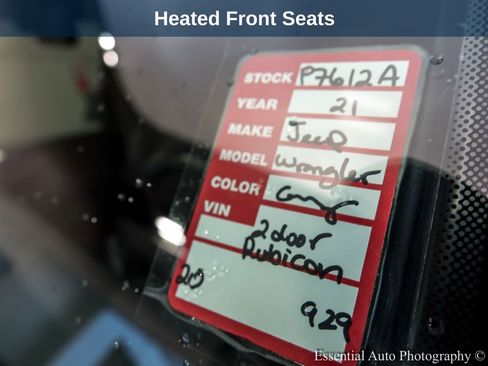 Heated Front Seats
STOCK P7612A
YEAR 21
MAKE Jeep
MODEL Wrangler
COLOR Gray
VIN
2door
Rubicon
20
929
Essential Auto Photography ©